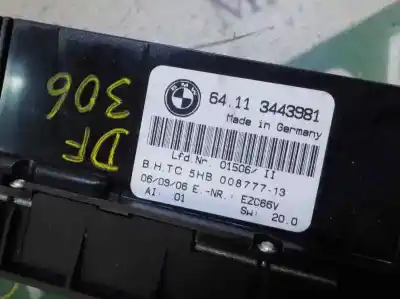 DF
306
BMW
64.11 3443981
Made in Germany
Lfd.Nr. 01506/ II
B.H.TC 5HB 008777-13
06/09/06 E.-NR.: EZC66V
AI: 01 SW: 20.0